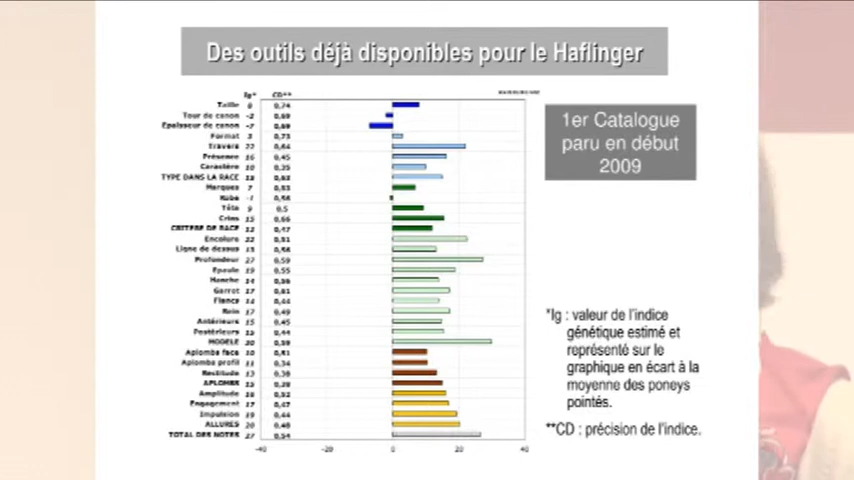 Des outils déjà disponibles pour le Haflinger
Ig* CD**
Taille 8 0,74
Tour de canon -2 0,69
Epaisseur de canon -7 0,69
Format 3 0,73
Travers 22 0,64
Présence 16 0,45
Caractère 10 0,35
TYPE DANS LA RACE 15 0,63
Marques 7 0,53
Robe -1 0,56
Tête 9 0,5
Crins 15 0,66
CRITERE DE RACE 12 0,47
Encolure 22 0,51
Ligne de dessus 13 0,56
Profondeur 27 0,59
Epaule 19 0,55
Hanche 14 0,56
Garrot 17 0,61
Flancs 14 0,44
Rein 17 0,49
Antérieurs 15 0,45
Postérieurs 15 0,44
MODELE 30 0,59
Aplombs face 10 0,51
Aplombs profil 11 0,34
Rectitude 13 0,38
APLOMBS 15 0,38
Amplitude 16 0,52
Engagement 17 0,47
Impulsion 19 0,44
ALLURES 20 0,48
TOTAL DES NOTES 27 0,54
-40 -20 0 20 40
1er Catalogue
paru en début
2009
*Ig : valeur de l'indice
génétique estimé et
représenté sur le
graphique en écart à la
moyenne des poneys
pointés.
**CD : précision de l'indice.